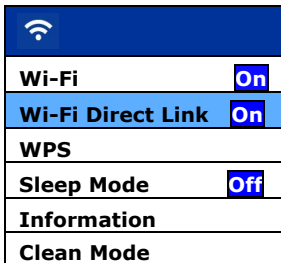 Wi-Fi On
Wi-Fi Direct Link On
WPS
Sleep Mode Off
Information
Clean Mode